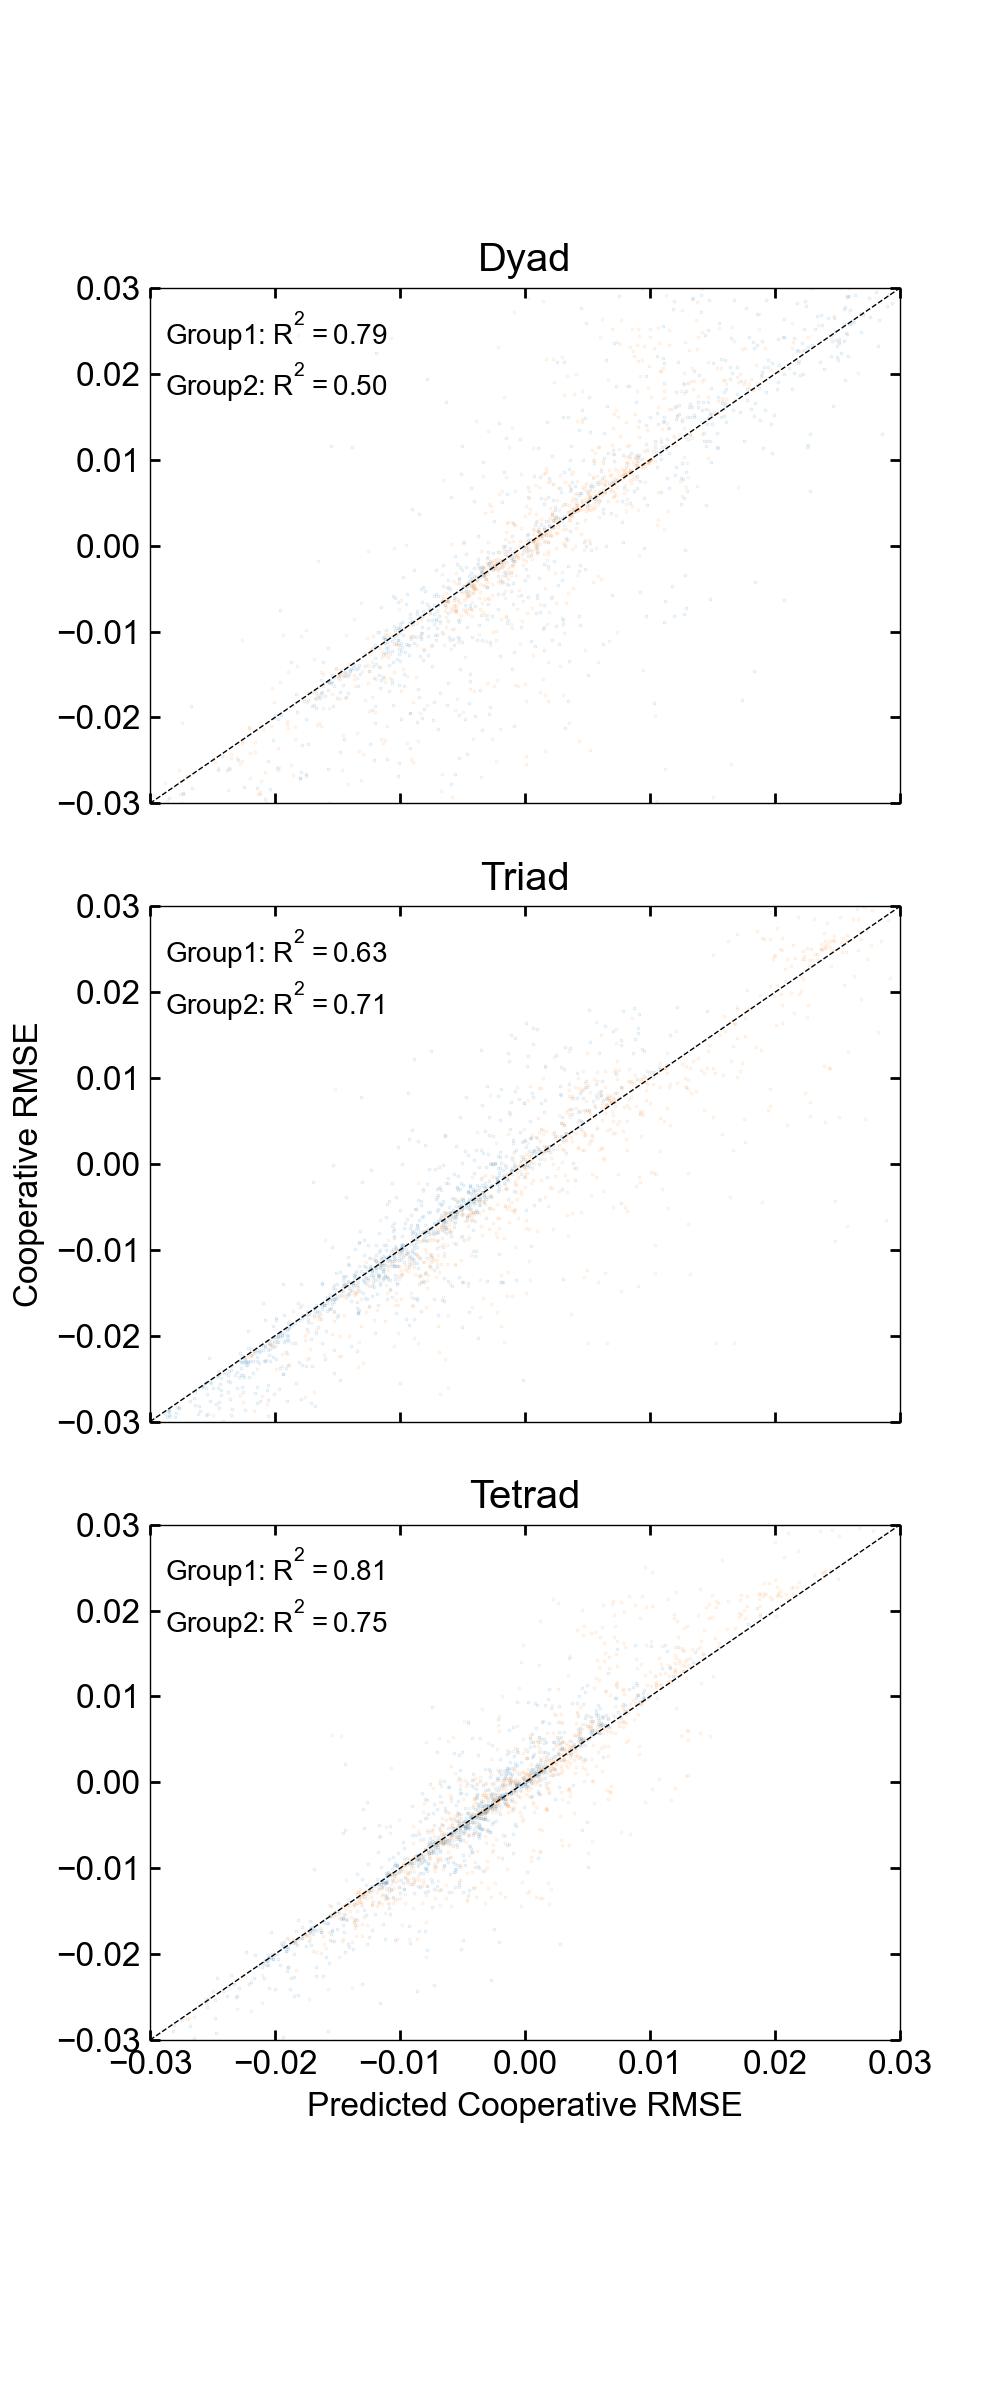 Dyad
0.03
Group1: R² = 0.79
0.02
Group2: R² = 0.50
0.01
0.00
−0.01
−0.02
−0.03
Triad
0.03
Group1: R² = 0.63
0.02
Group2: R² = 0.71
0.01
0.00
−0.01
−0.02
−0.03
Cooperative RMSE
Tetrad
0.03
Group1: R² = 0.81
0.02
Group2: R² = 0.75
0.01
0.00
−0.01
−0.02
−0.03
−0.03 −0.02 −0.01 0.00 0.01 0.02 0.03
Predicted Cooperative RMSE